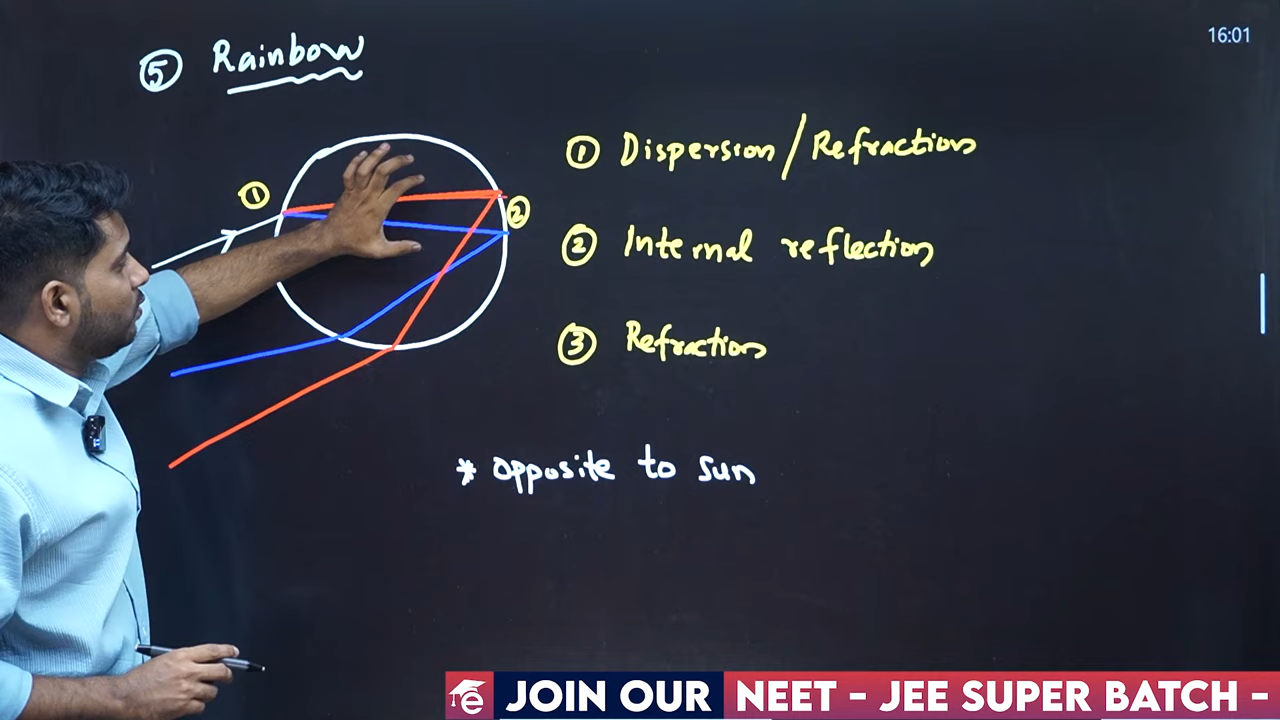 ⑤ Rainbow
16:01
① Dispersion/Refraction
①
②
② Internal reflection
③ Refraction
* opposite to sun
e JOIN OUR NEET - JEE SUPER BATCH -